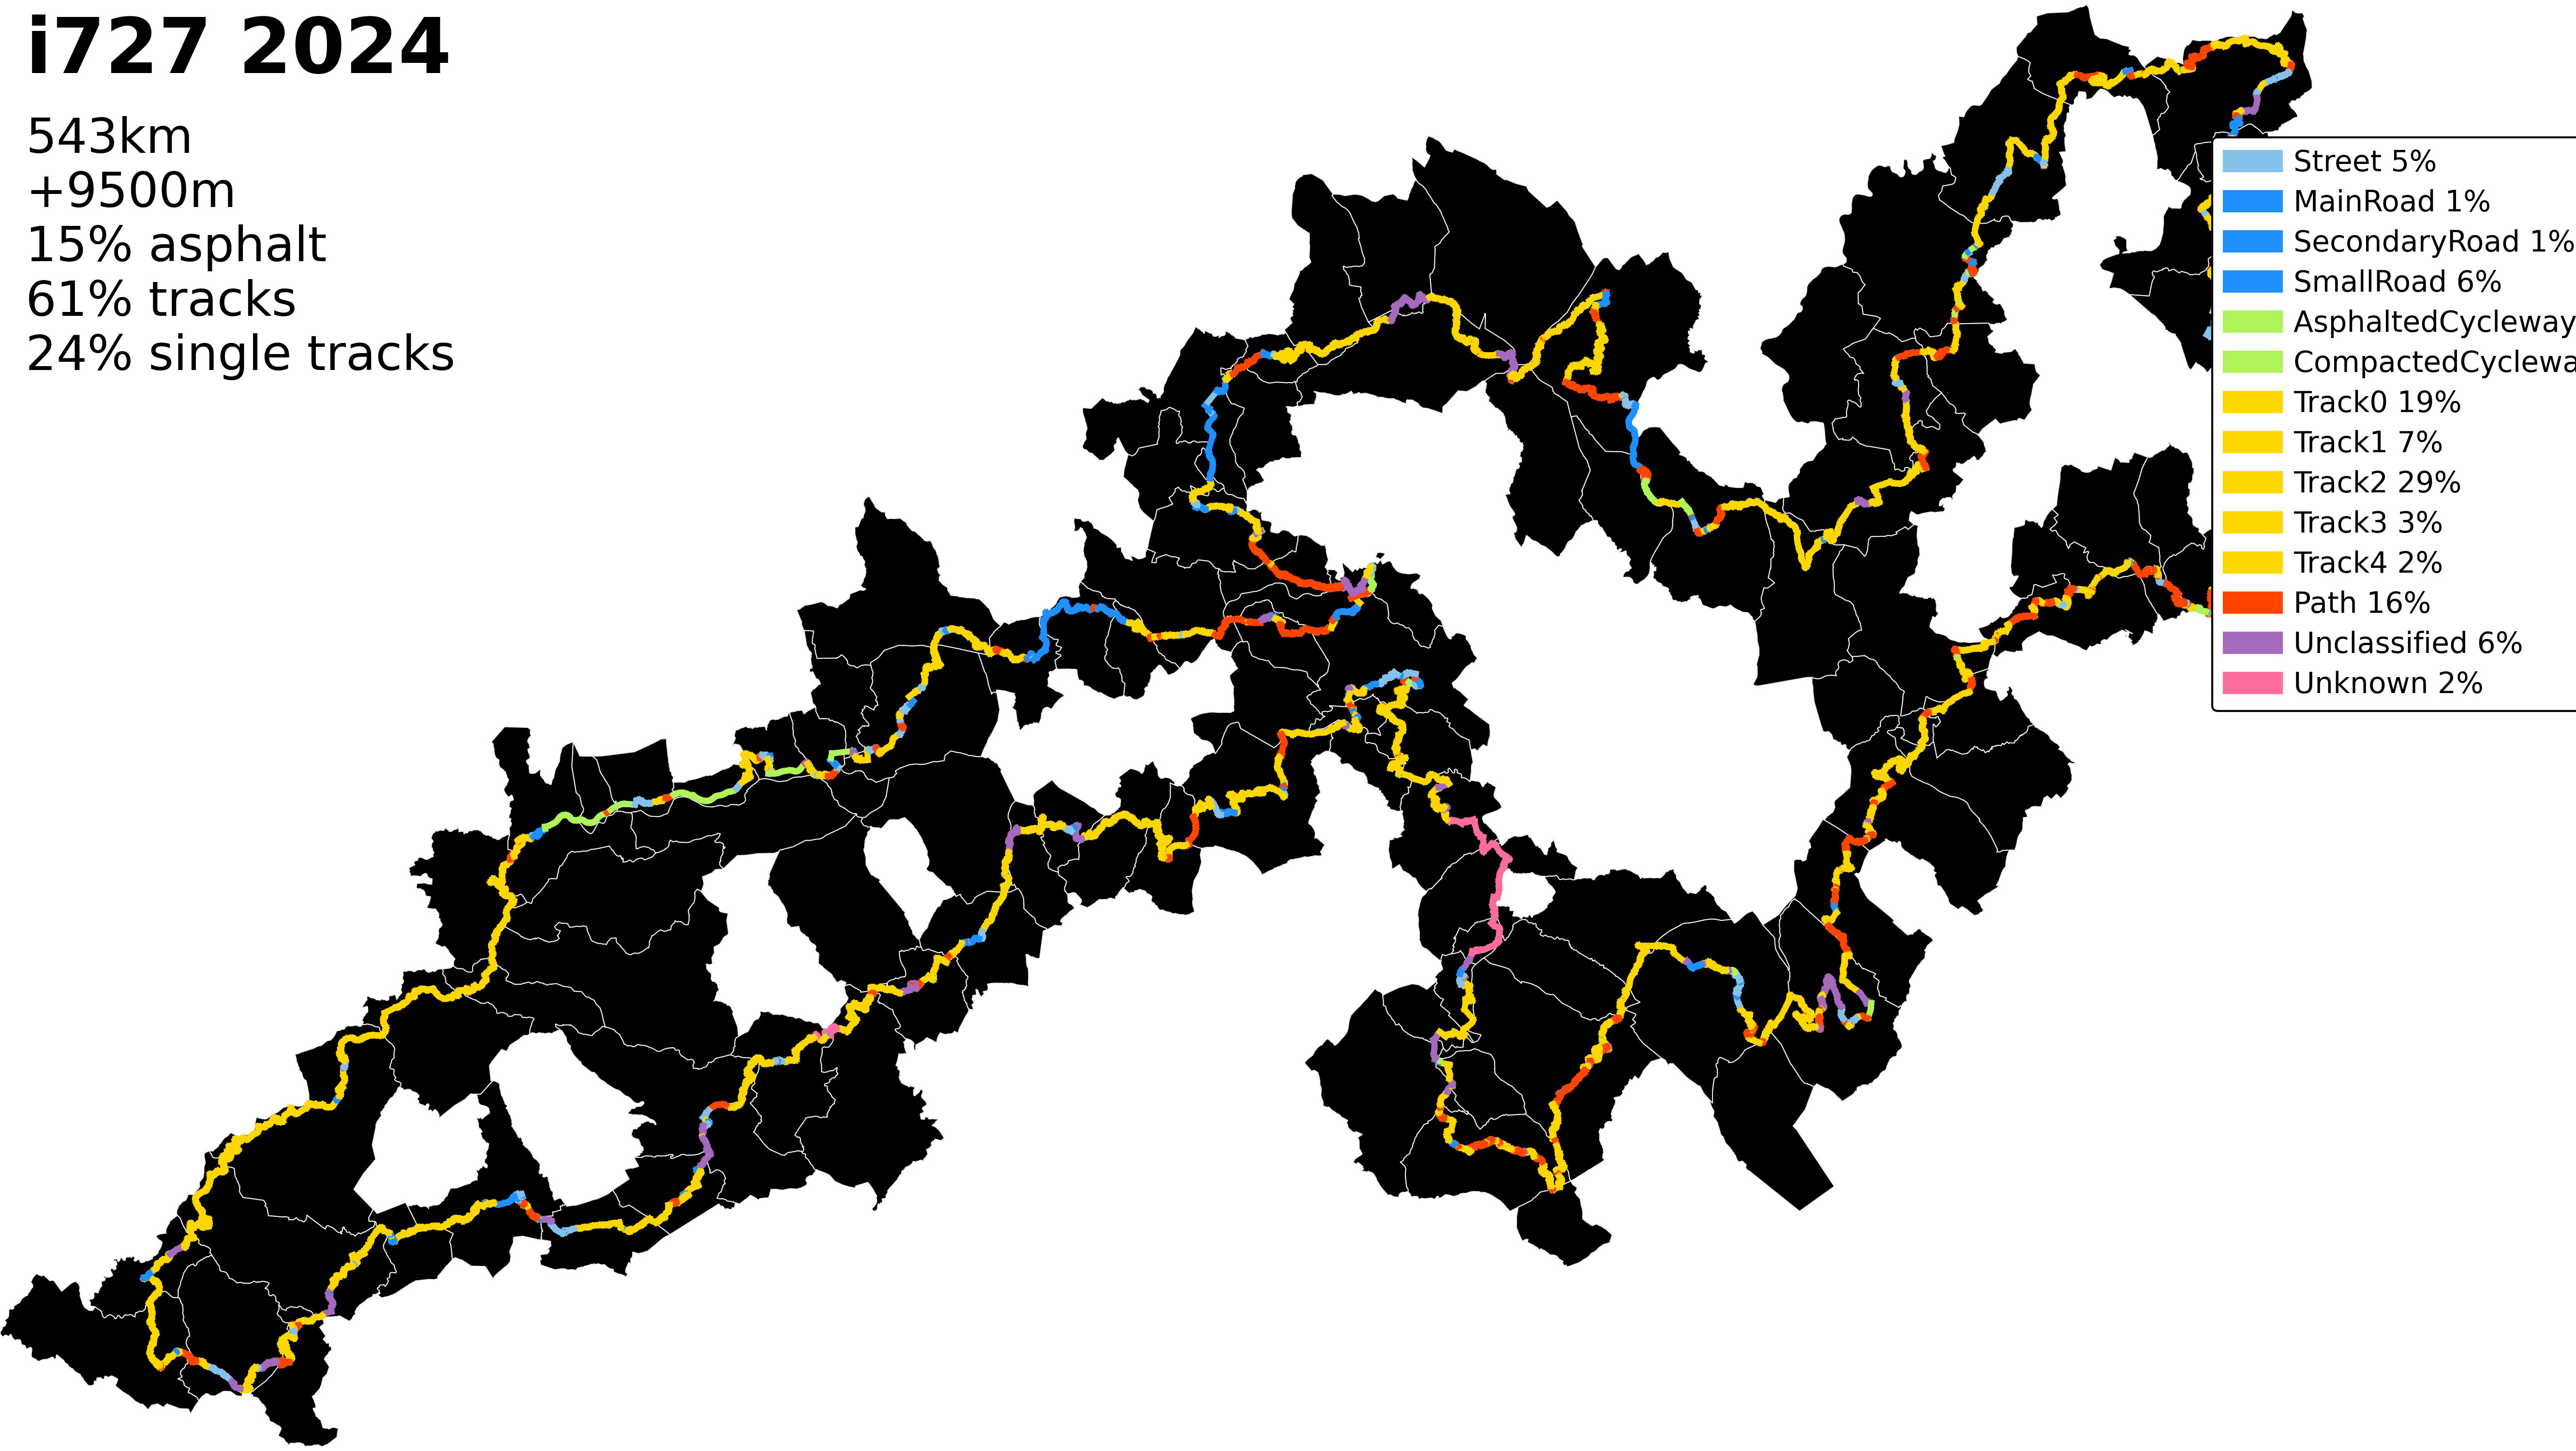 i727 2024
543km
+9500m
15% asphalt
61% tracks
24% single tracks
Street 5%
MainRoad 1%
SecondaryRoad 1%
SmallRoad 6%
AsphaltedCycleway
CompactedCyclewa
Track0 19%
Track1 7%
Track2 29%
Track3 3%
Track4 2%
Path 16%
Unclassified 6%
Unknown 2%